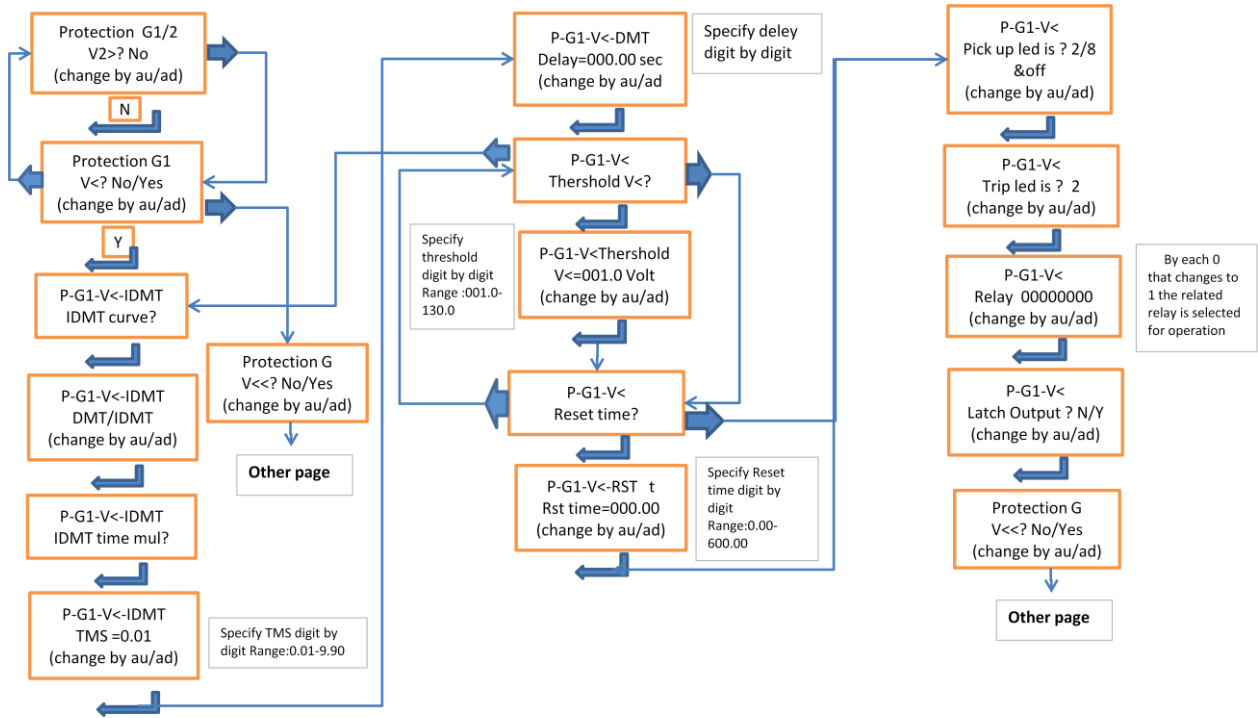 Protection G1/2
V2>? No
(change by au/ad)
N
Protection G1
V<? No/Yes
(change by au/ad)
Y
P-G1-V<-IDMT
IDMT curve?
P-G1-V<-IDMT
DMT/IDMT
(change by au/ad)
P-G1-V<-IDMT
IDMT time mul?
P-G1-V<-IDMT
TMS =0.01
(change by au/ad)
Specify TMS digit by
digit Range:0.01-9.90
Protection G
V<<? No/Yes
(change by au/ad)
Other page
P-G1-V<-DMT
Delay=000.00 sec
(change by au/ad
Specify deley
digit by digit
P-G1-V<
Thershold V<?
P-G1-V<Thershold
V<=001.0 Volt
(change by au/ad)
Specify
threshold
digit by digit
Range :001.0-
130.0
P-G1-V<
Reset time?
P-G1-V<-RST t
Rst time=000.00
(change by au/ad)
Specify Reset
time digit by
digit
Range:0.00-
600.00
P-G1-V<
Pick up led is ? 2/8
&off
(change by au/ad)
P-G1-V<
Trip led is ? 2
(change by au/ad)
P-G1-V<
Relay 00000000
(change by au/ad)
By each 0
that changes to
1 the related
relay is selected
for operation
P-G1-V<
Latch Output ? N/Y
(change by au/ad)
Protection G
V<<? No/Yes
(change by au/ad)
Other page